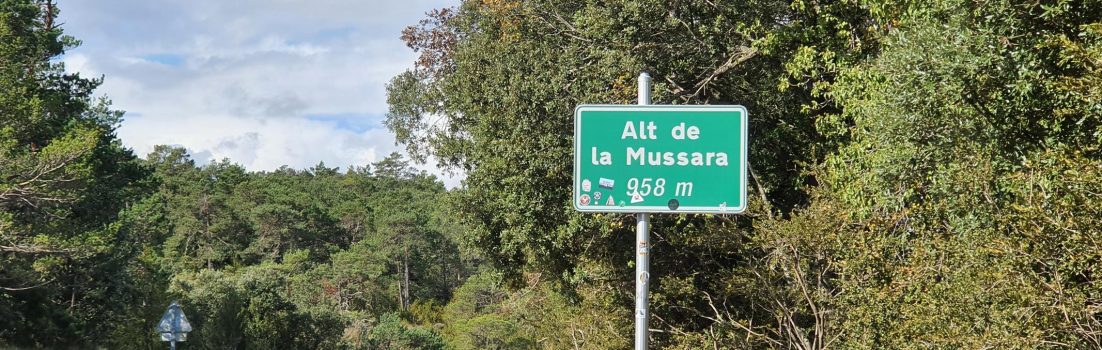 Alt de
la Mussara
958 m